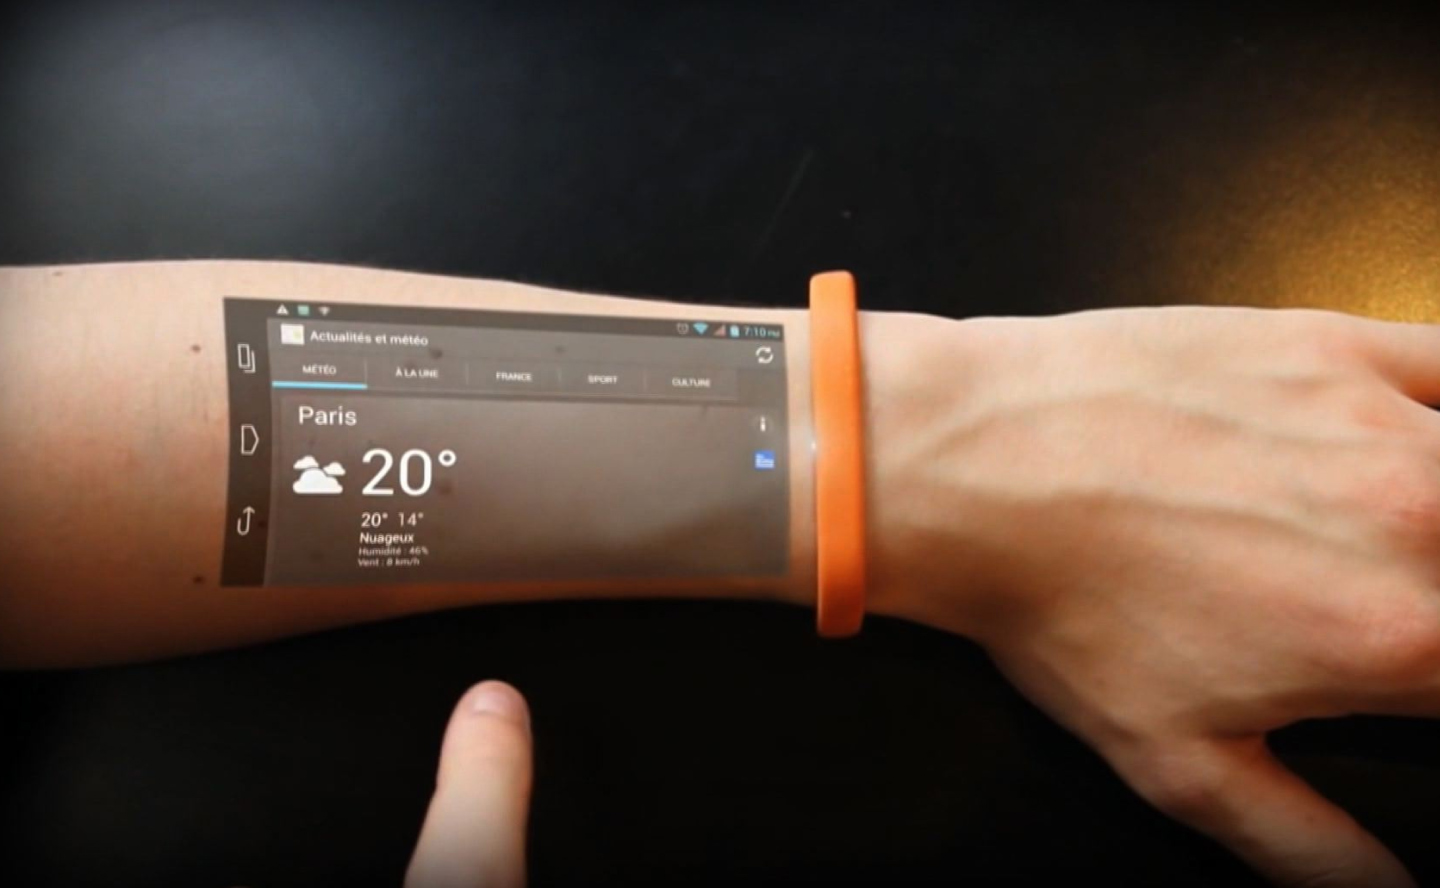 7:10 PM
Actualités et météo
MÉTÉO À LA UNE FRANCE SPORT CULTURE
Paris
20°
20° 14°
Nuageux
Humidité : 46%
Vent : 8 km/h